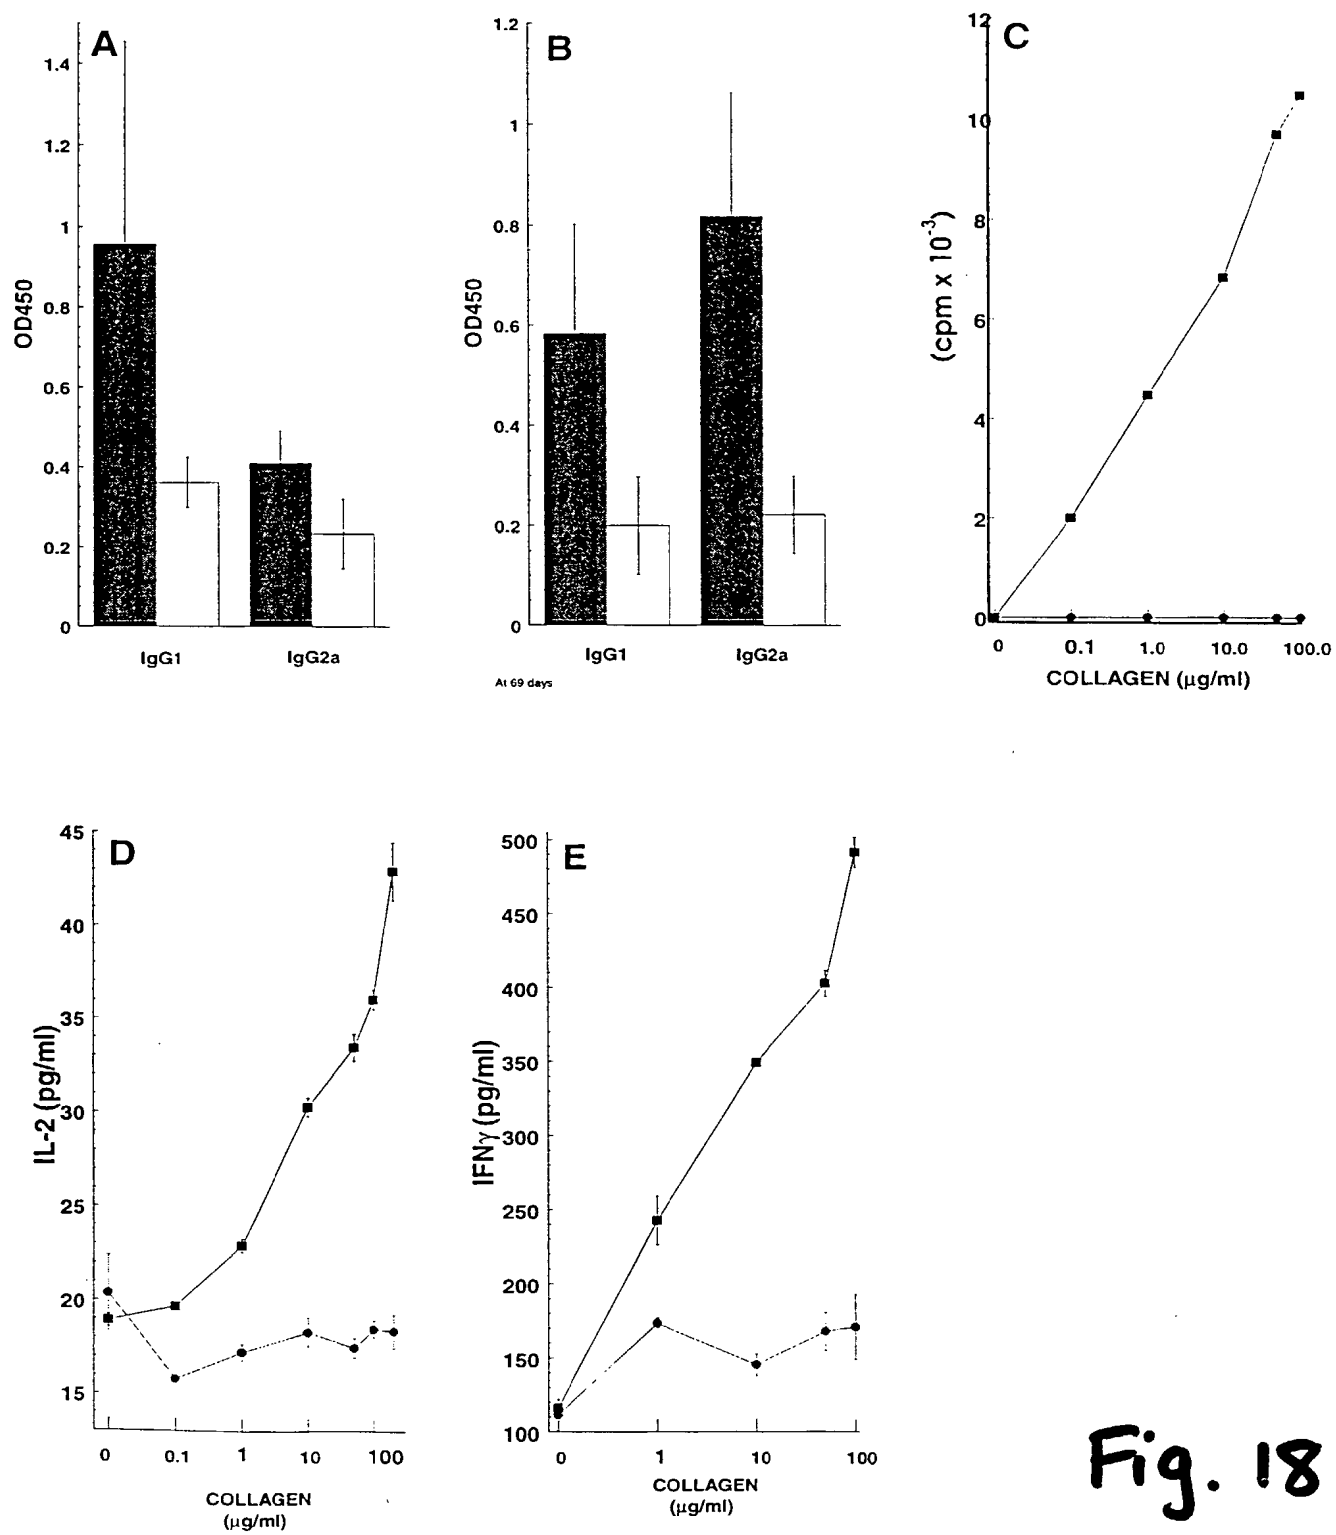 A
1.4
1.2
1
0.8
0.6
0.4
0.2
0
OD450
IgG1 IgG2a
B
1.2
1
0.8
0.6
0.4
0.2
0
OD450
IgG1 IgG2a
At 69 days
C
12
10
8
6
4
2
0
(cpm x 10⁻³)
0 0.1 1.0 10.0 100.0
COLLAGEN (µg/ml)
D
45
40
35
30
25
20
15
IL-2 (pg/ml)
0 0.1 1 10 100
COLLAGEN
(µg/ml)
E
500
450
400
350
300
250
200
150
100
IFNγ (pg/ml)
0 1 10 100
COLLAGEN
(µg/ml)
Fig. 18